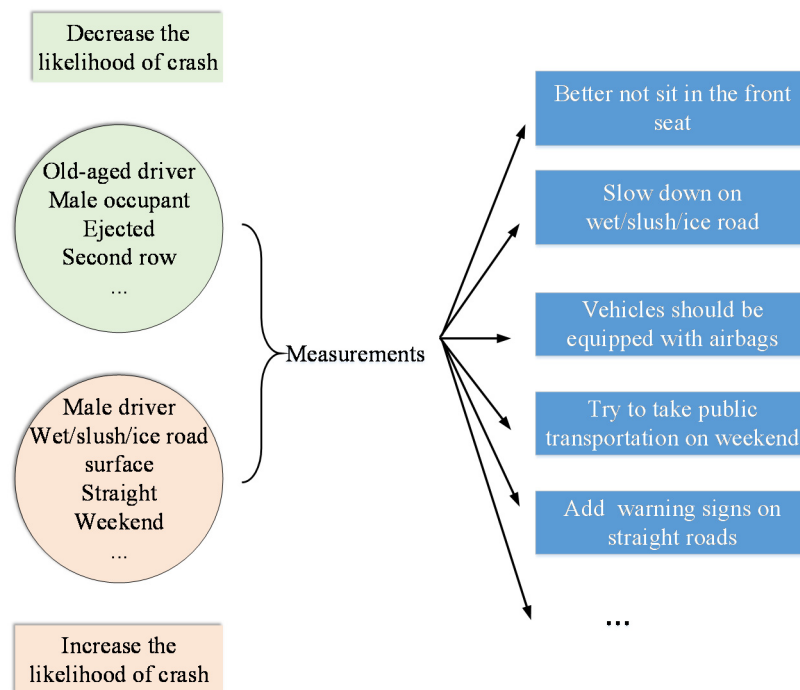 Decrease the
likelihood of crash
Old-aged driver
Male occupant
Ejected
Second row
...
Male driver
Wet/slush/ice road
surface
Straight
Weekend
...
Increase the
likelihood of crash
Measurements
Better not sit in the front
seat
Slow down on
wet/slush/ice road
Vehicles should be
equipped with airbags
Try to take public
transportation on weekend
Add warning signs on
straight roads
...